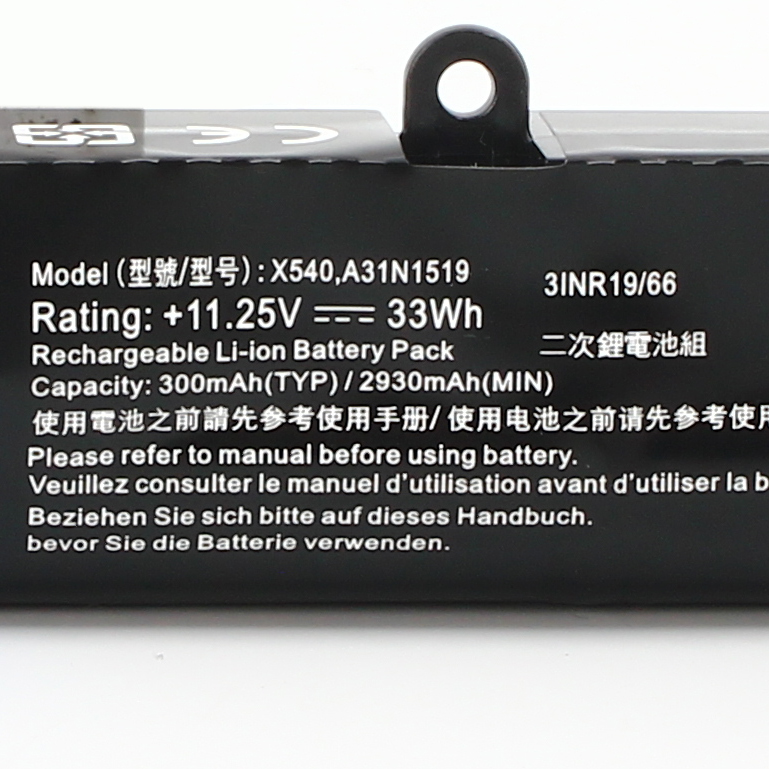 Model (型號/型号) : X540,A31N1519
3INR19/66
Rating: +11.25V ⎓ 33Wh
二次鋰電池組
Rechargeable Li-ion Battery Pack
Capacity: 300mAh(TYP) / 2930mAh(MIN)
使用電池之前請先參考使用手册/ 使用电池之前请先参考使用
Please refer to manual before using battery.
Veuillez consulter le manuel d'utilisation avant d'utiliser la b
Beziehen Sie sich bitte auf dieses Handbuch.
bevor Sie die Batterie verwenden.